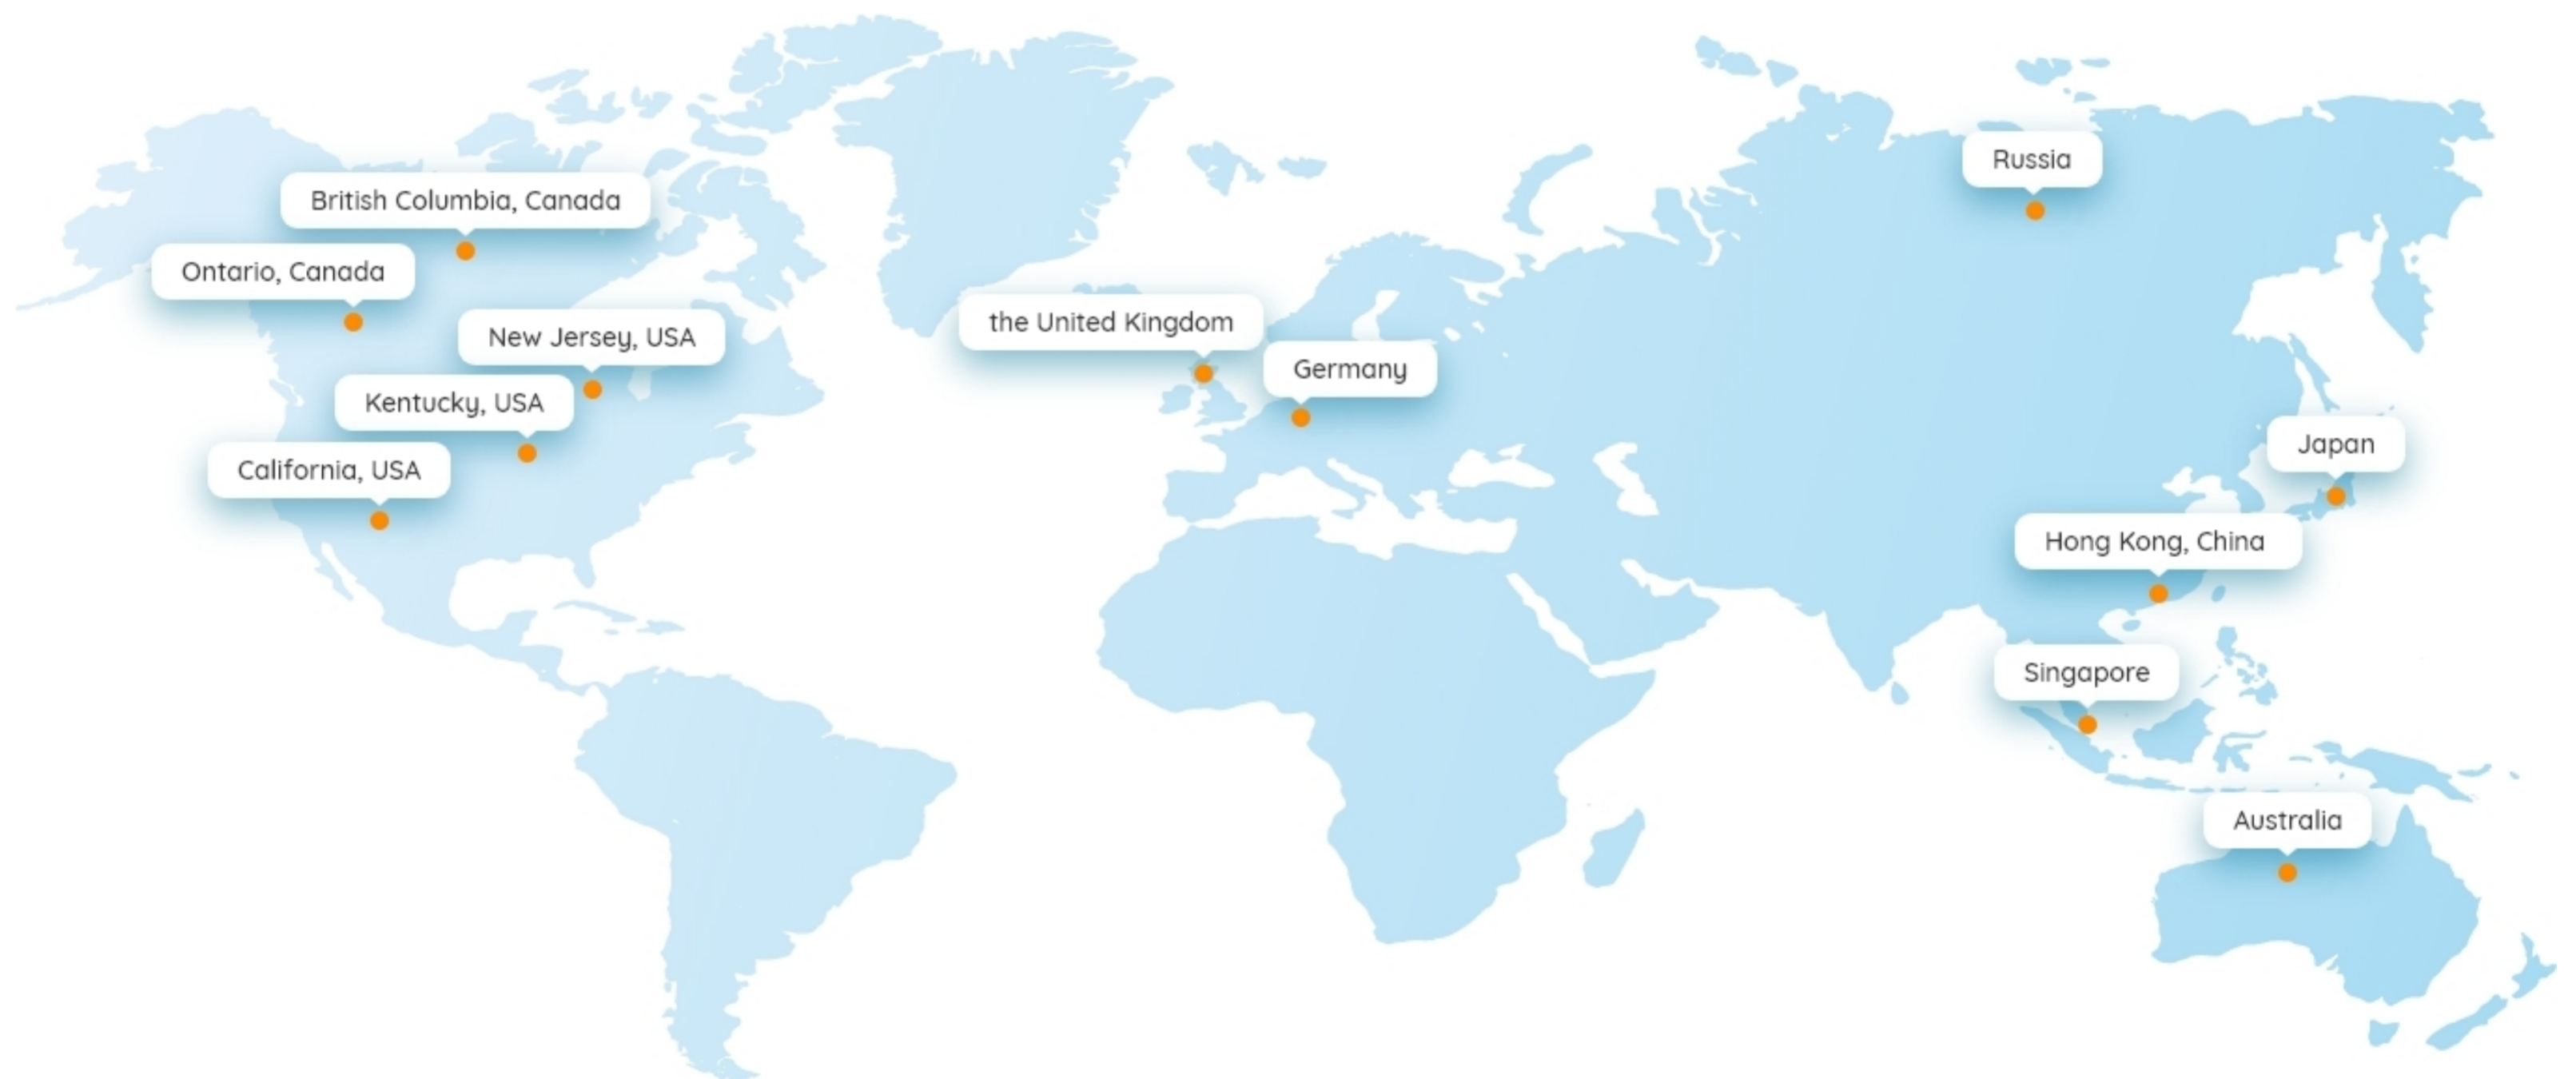 Russia
British Columbia, Canada
Ontario, Canada
the United Kingdom
New Jersey, USA
Germany
Kentucky, USA
Japan
California, USA
Hong Kong, China
Singapore
Australia